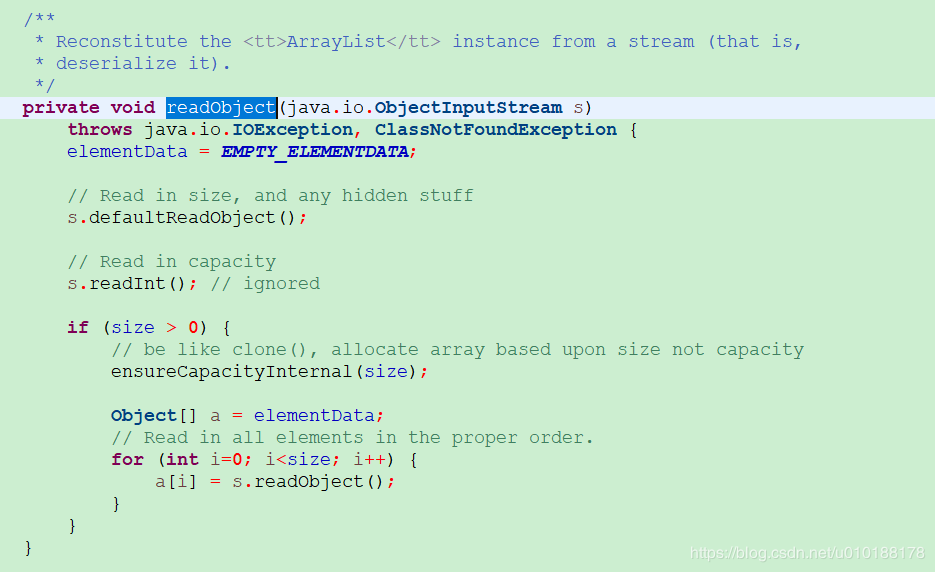 /**
 * Reconstitute the <tt>ArrayList</tt> instance from a stream (that is,
 * deserialize it).
 */
private void readObject(java.io.ObjectInputStream s)
    throws java.io.IOException, ClassNotFoundException {
    elementData = EMPTY_ELEMENTDATA;

    // Read in size, and any hidden stuff
    s.defaultReadObject();

    // Read in capacity
    s.readInt(); // ignored

    if (size > 0) {
        // be like clone(), allocate array based upon size not capacity
        ensureCapacityInternal(size);

        Object[] a = elementData;
        // Read in all elements in the proper order.
        for (int i=0; i<size; i++) {
            a[i] = s.readObject();
        }
    }
}
https://blog.csdn.net/u010188178